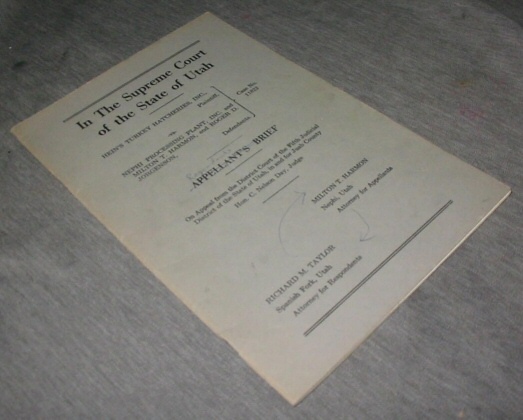 In The Supreme Court
of the State of Utah
HEIN'S TURKEY HATCHERIES, INC.,
Plaintiff,
vs.
NEPHI PROCESSING PLANT, INC., and
MILTON T. HARMON, and ROGER O.
JORGENSON,
Defendants.
Case No.
APPELLANT'S BRIEF
On Appeal from the District Court of the Fifth Judicial
District of the State of Utah, in and for Juab County
Hon. C. Nelson Day, Judge
MILTON T. HARMON
Nephi, Utah
Attorney for Appellants
RICHARD M. TAYLOR
Spanish Fork, Utah
Attorney for Respondents